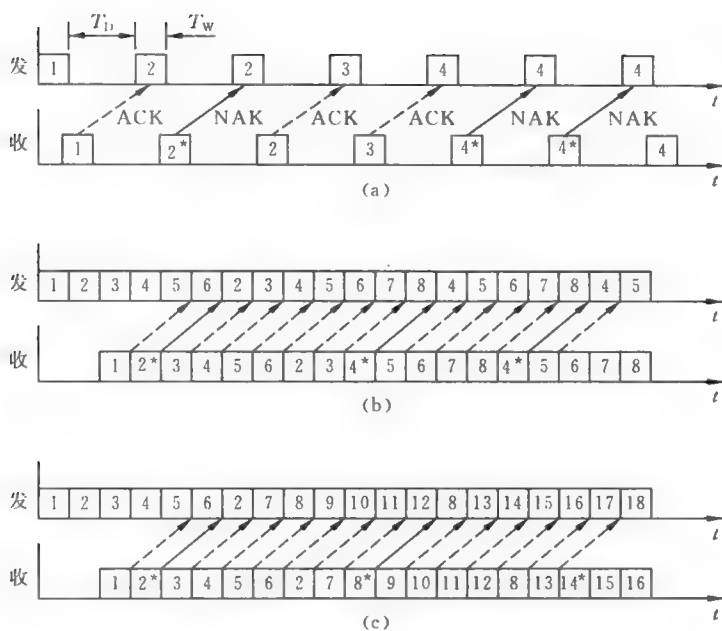 T_D T_W
发 1 2 2 3 4 4 4 t
ACK NAK ACK ACK NAK NAK
收 1 2* 2 3 4* 4* 4 t
(a)
发 1 2 3 4 5 6 2 3 4 5 6 7 8 4 5 6 7 8 4 5 t
收 1 2* 3 4 5 6 2 3 4* 5 6 7 8 4* 5 6 7 8 t
(b)
发 1 2 3 4 5 6 2 7 8 9 10 11 12 8 13 14 15 16 17 18 t
收 1 2* 3 4 5 6 2 7 8* 9 10 11 12 8 13 14* 15 16 t
(c)